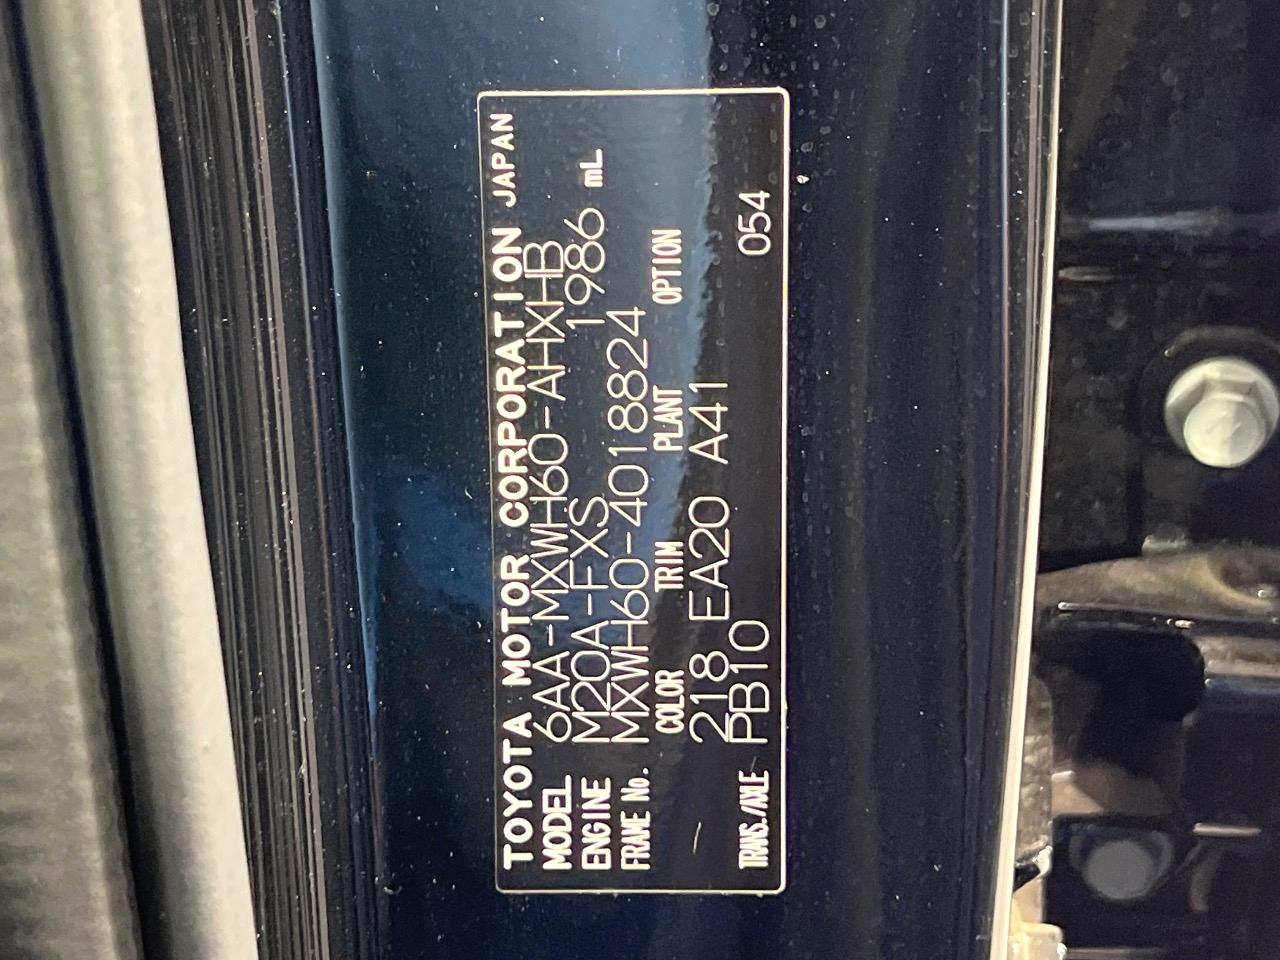 TOYOTA MOTOR CORPORATION JAPAN
MODEL 6AA-MXWH60-AHXHB
ENGINE M20A-FXS 1986 mL
FRAME No. MXWH60-4018824
COLOR TRIM PLANT OPTION
218 EA20 A41
TRANS./AXLE PB10 054